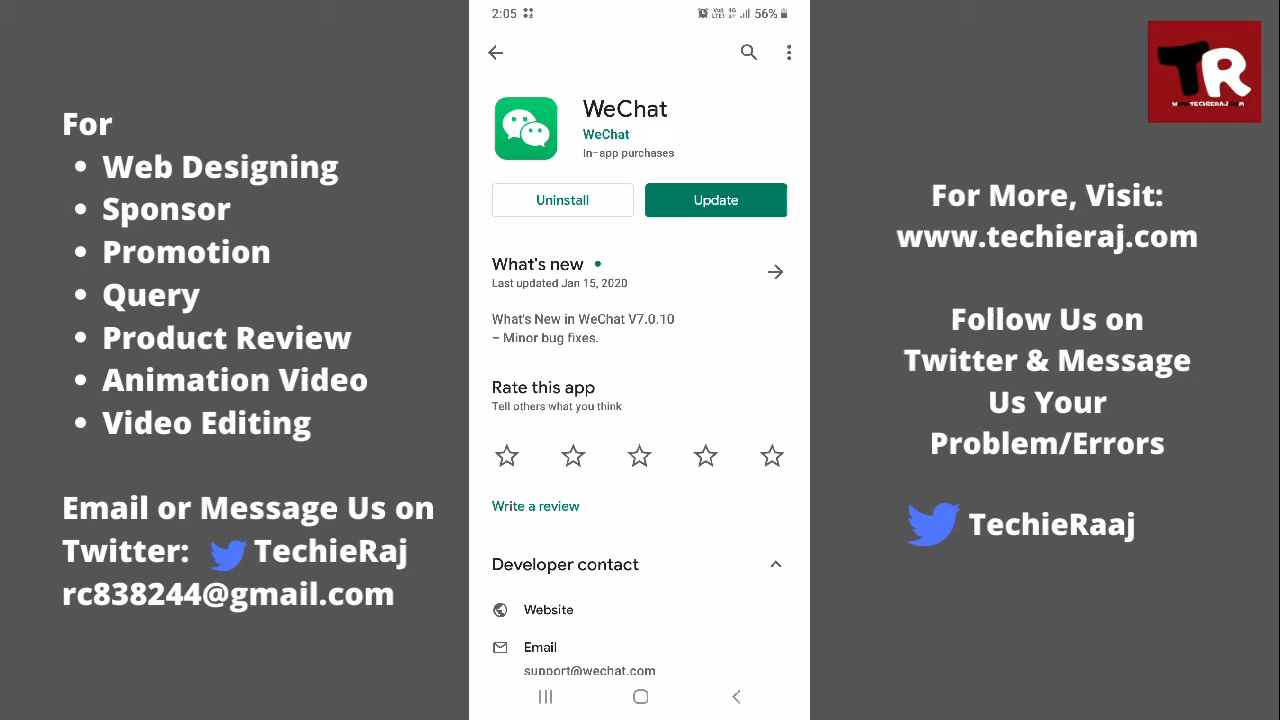 For
Web Designing
Sponsor
Promotion
Query
Product Review
Animation Video
Video Editing
Email or Message Us on
Twitter: TechieRaj
rc838244@gmail.com
2:05
56%
WeChat
WeChat
In-app purchases
Uninstall
Update
What's new
Last updated Jan 15, 2020
What's New in WeChat V7.0.10
– Minor bug fixes.
Rate this app
Tell others what you think
Write a review
Developer contact
Website
Email
support@wechat.com
TR
WWW.TECHIERAJ.COM
For More, Visit:
www.techieraj.com
Follow Us on
Twitter & Message
Us Your
Problem/Errors
TechieRaaj